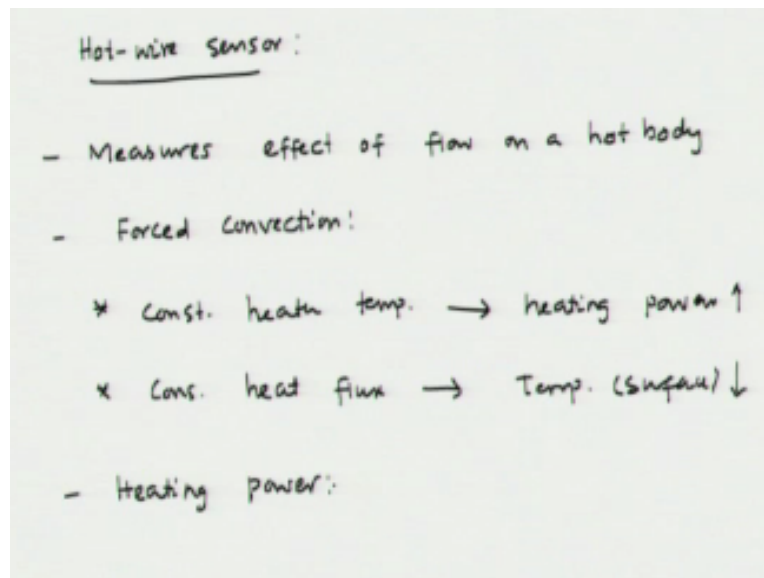 Hot-wire sensor:
- Measures effect of flow on a hot body
- Forced convection:
* Const. heater temp. → heating power ↑
* Cons. heat flux → Temp. (surface) ↓
- Heating power: